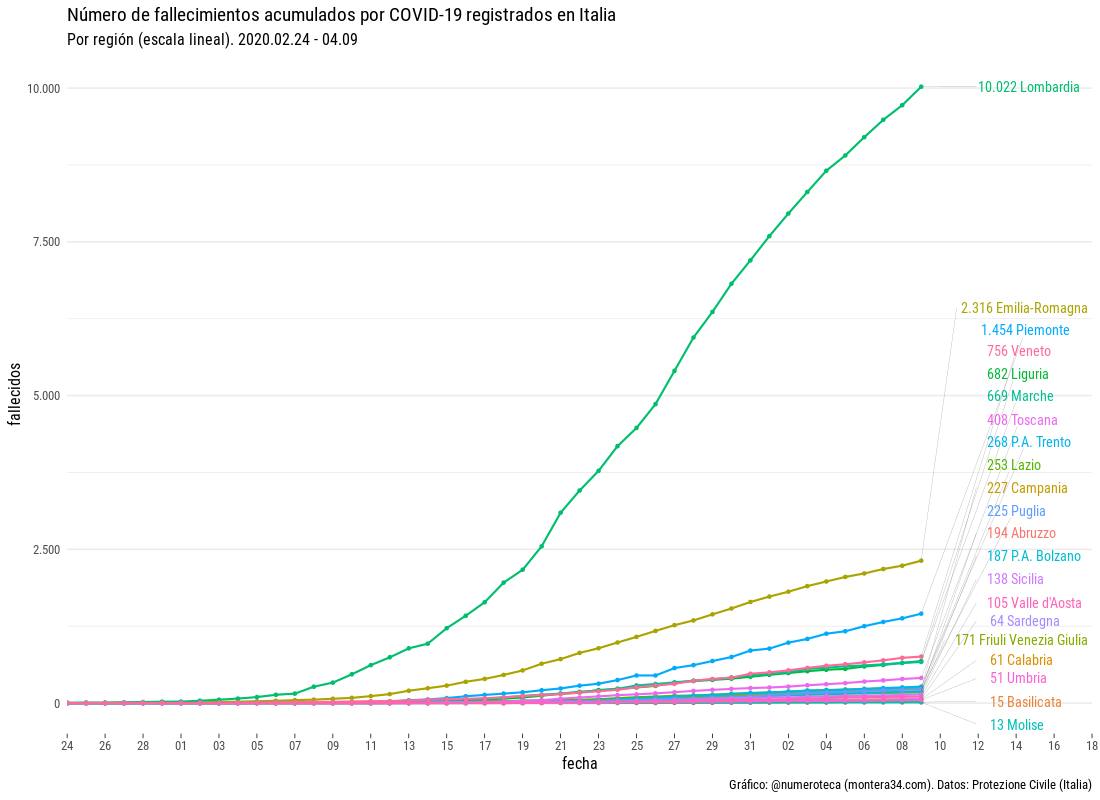 Número de fallecimientos acumulados por COVID-19 registrados en Italia
Por región (escala lineal). 2020.02.24 - 04.09
10.000
7.500
5.000
2.500
0
fallecidos
10.022 Lombardia
2.316 Emilia-Romagna
1.454 Piemonte
756 Veneto
682 Liguria
669 Marche
408 Toscana
268 P.A. Trento
253 Lazio
227 Campania
225 Puglia
194 Abruzzo
187 P.A. Bolzano
138 Sicilia
105 Valle d'Aosta
64 Sardegna
171 Friuli Venezia Giulia
61 Calabria
51 Umbria
15 Basilicata
13 Molise
24 26 28 01 03 05 07 09 11 13 15 17 19 21 23 25 27 29 31 02 04 06 08 10 12 14 16 18
fecha
Gráfico: @numeroteca (montera34.com). Datos: Protezione Civile (Italia)